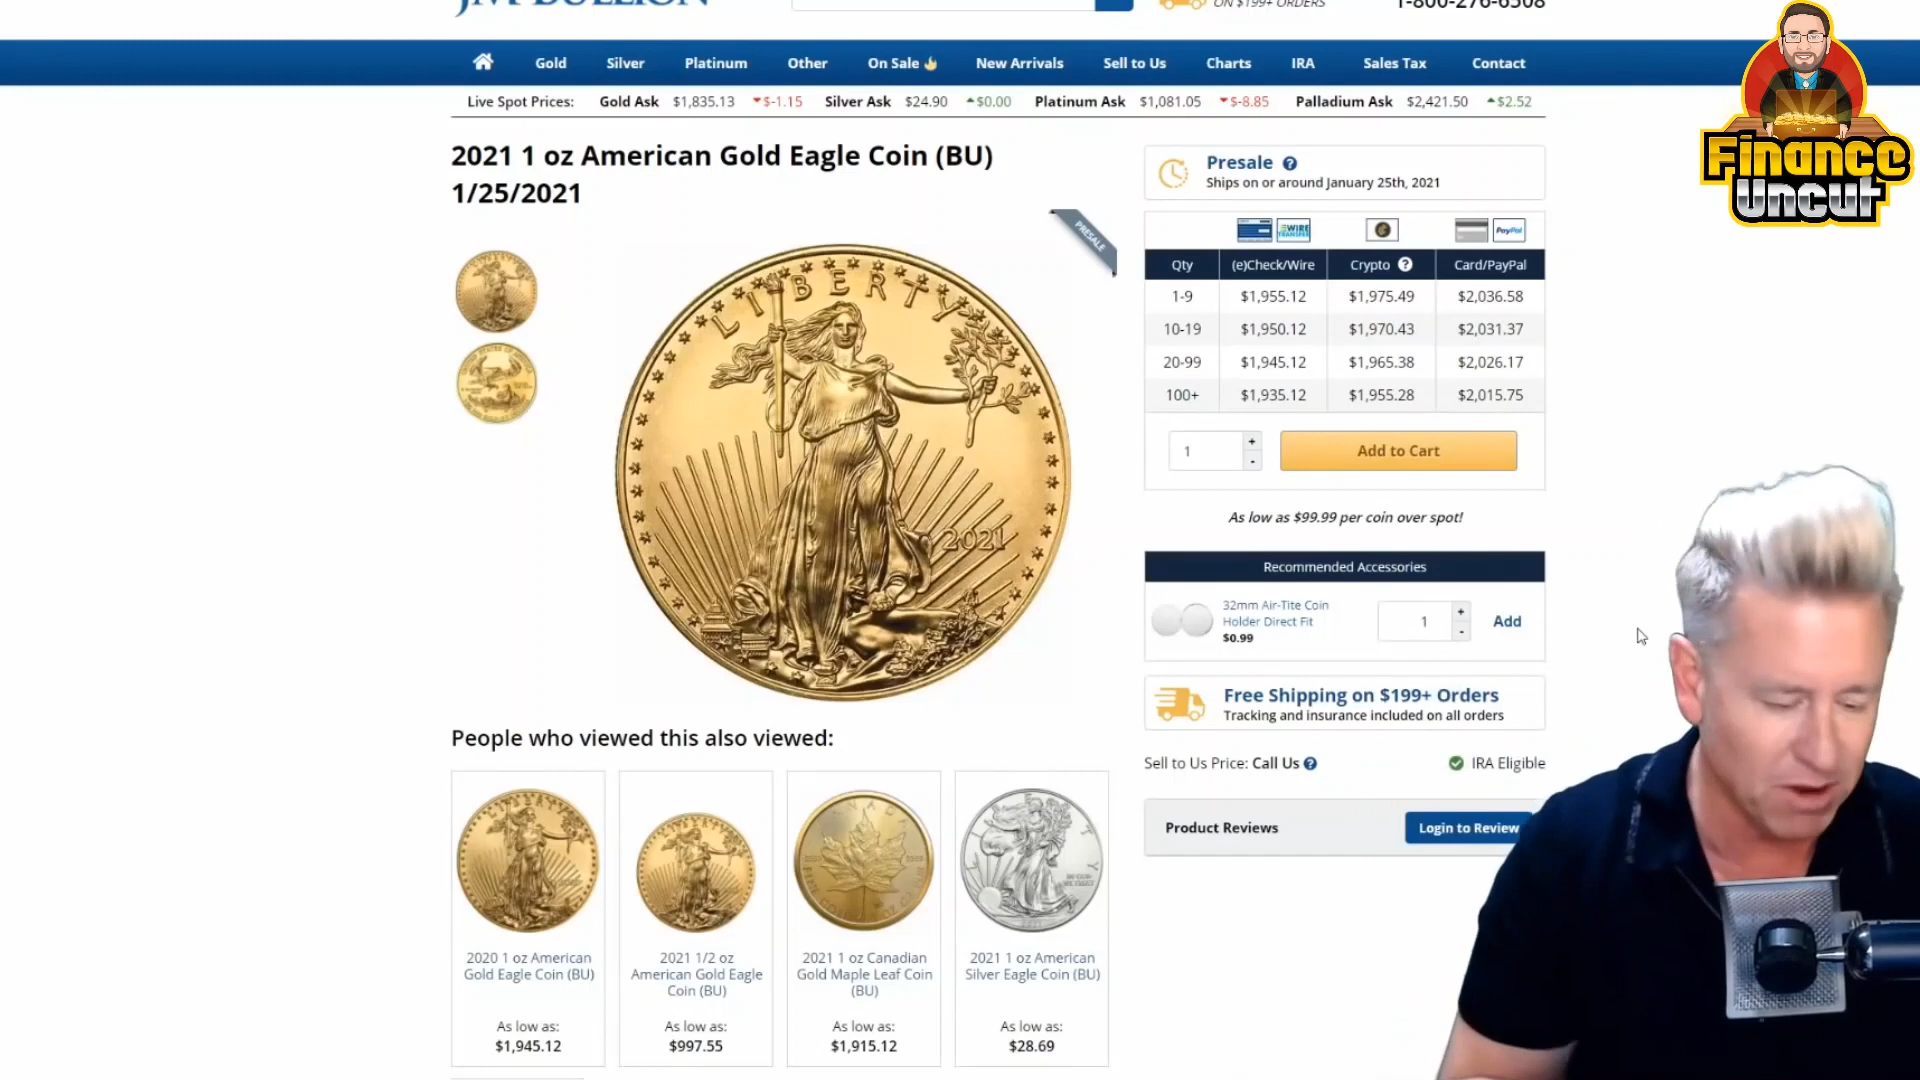 JM BULLION
ON $199+ ORDERS
1-800-276-6508
Gold Silver Platinum Other On Sale New Arrivals Sell to Us Charts IRA Sales Tax Contact
Live Spot Prices: Gold Ask $1,835.13 $-1.15 Silver Ask $24.90 $0.00 Platinum Ask $1,081.05 $-8.85 Palladium Ask $2,421.50 $2.52
Finance
Uncut
2021 1 oz American Gold Eagle Coin (BU)
1/25/2021
PRESALE
LIBERTY
2021
Presale ?
Ships on or around January 25th, 2021
WIRE TRANSFER
PayPal
Qty (e)Check/Wire Crypto ? Card/PayPal
1-9 $1,955.12 $1,975.49 $2,036.58
10-19 $1,950.12 $1,970.43 $2,031.37
20-99 $1,945.12 $1,965.38 $2,026.17
100+ $1,935.12 $1,955.28 $2,015.75
1 + - Add to Cart
As low as $99.99 per coin over spot!
Recommended Accessories
32mm Air-Tite Coin
Holder Direct Fit
$0.99
1 + - Add
Free Shipping on $199+ Orders
Tracking and insurance included on all orders
Sell to Us Price: Call Us ? IRA Eligible
Product Reviews Login to Review
People who viewed this also viewed:
2020 1 oz American
Gold Eagle Coin (BU)
As low as:
$1,945.12
2021 1/2 oz
American Gold Eagle
Coin (BU)
As low as:
$997.55
2021 1 oz Canadian
Gold Maple Leaf Coin
(BU)
As low as:
$1,915.12
2021 1 oz American
Silver Eagle Coin (BU)
As low as:
$28.69